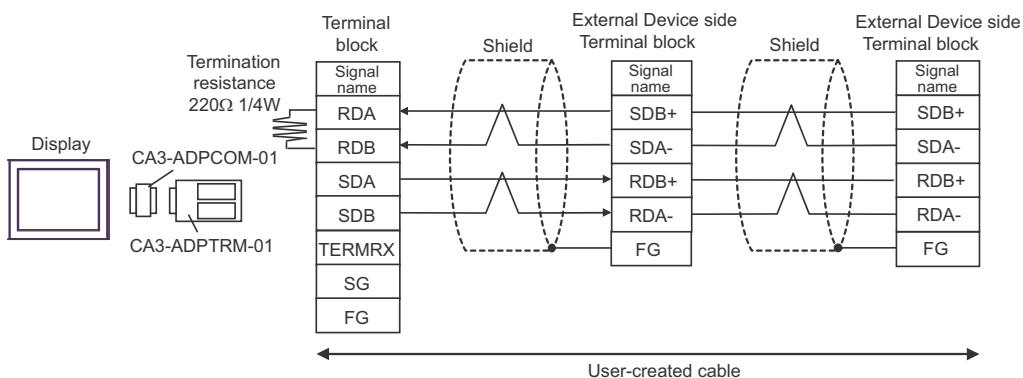 Display
CA3-ADPCOM-01
CA3-ADPTRM-01
Termination
resistance
220Ω 1/4W
Terminal
block
Signal
name
RDA
RDB
SDA
SDB
TERMRX
SG
FG
Shield
External Device side
Terminal block
Signal
name
SDB+
SDA-
RDB+
RDA-
FG
Shield
External Device side
Terminal block
Signal
name
SDB+
SDA-
RDB+
RDA-
FG
User-created cable